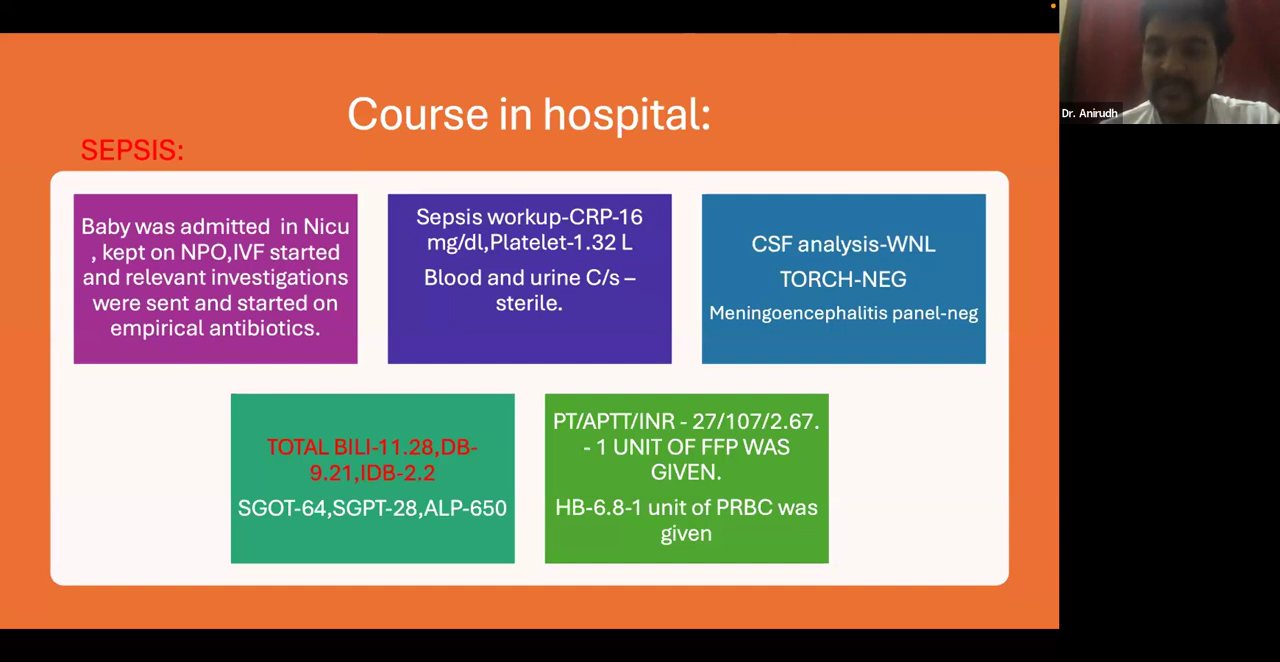 Course in hospital:
SEPSIS:
Baby was admitted in Nicu
, kept on NPO,IVF started
and relevant investigations
were sent and started on
empirical antibiotics.
Sepsis workup-CRP-16
mg/dl,Platelet-1.32 L
Blood and urine C/s –
sterile.
CSF analysis-WNL
TORCH-NEG
Meningoencephalitis panel-neg
TOTAL BILI-11.28,DB-
9.21,IDB-2.2
SGOT-64,SGPT-28,ALP-650
PT/APTT/INR - 27/107/2.67.
- 1 UNIT OF FFP WAS
GIVEN.
HB-6.8-1 unit of PRBC was
given
Dr. Anirudh